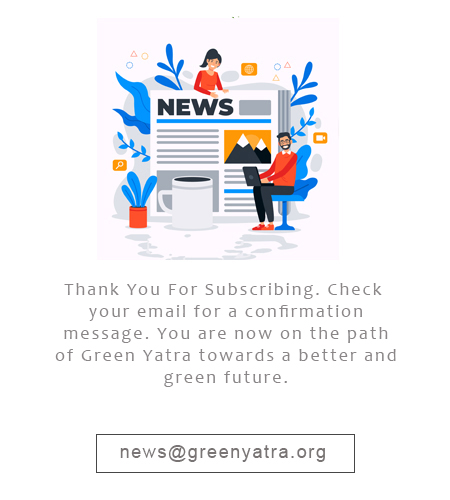 NEWS
Thank You For Subscribing. Check
your email for a confirmation
message. You are now on the path
of Green Yatra towards a better and
green future.
news@greenyatra.org